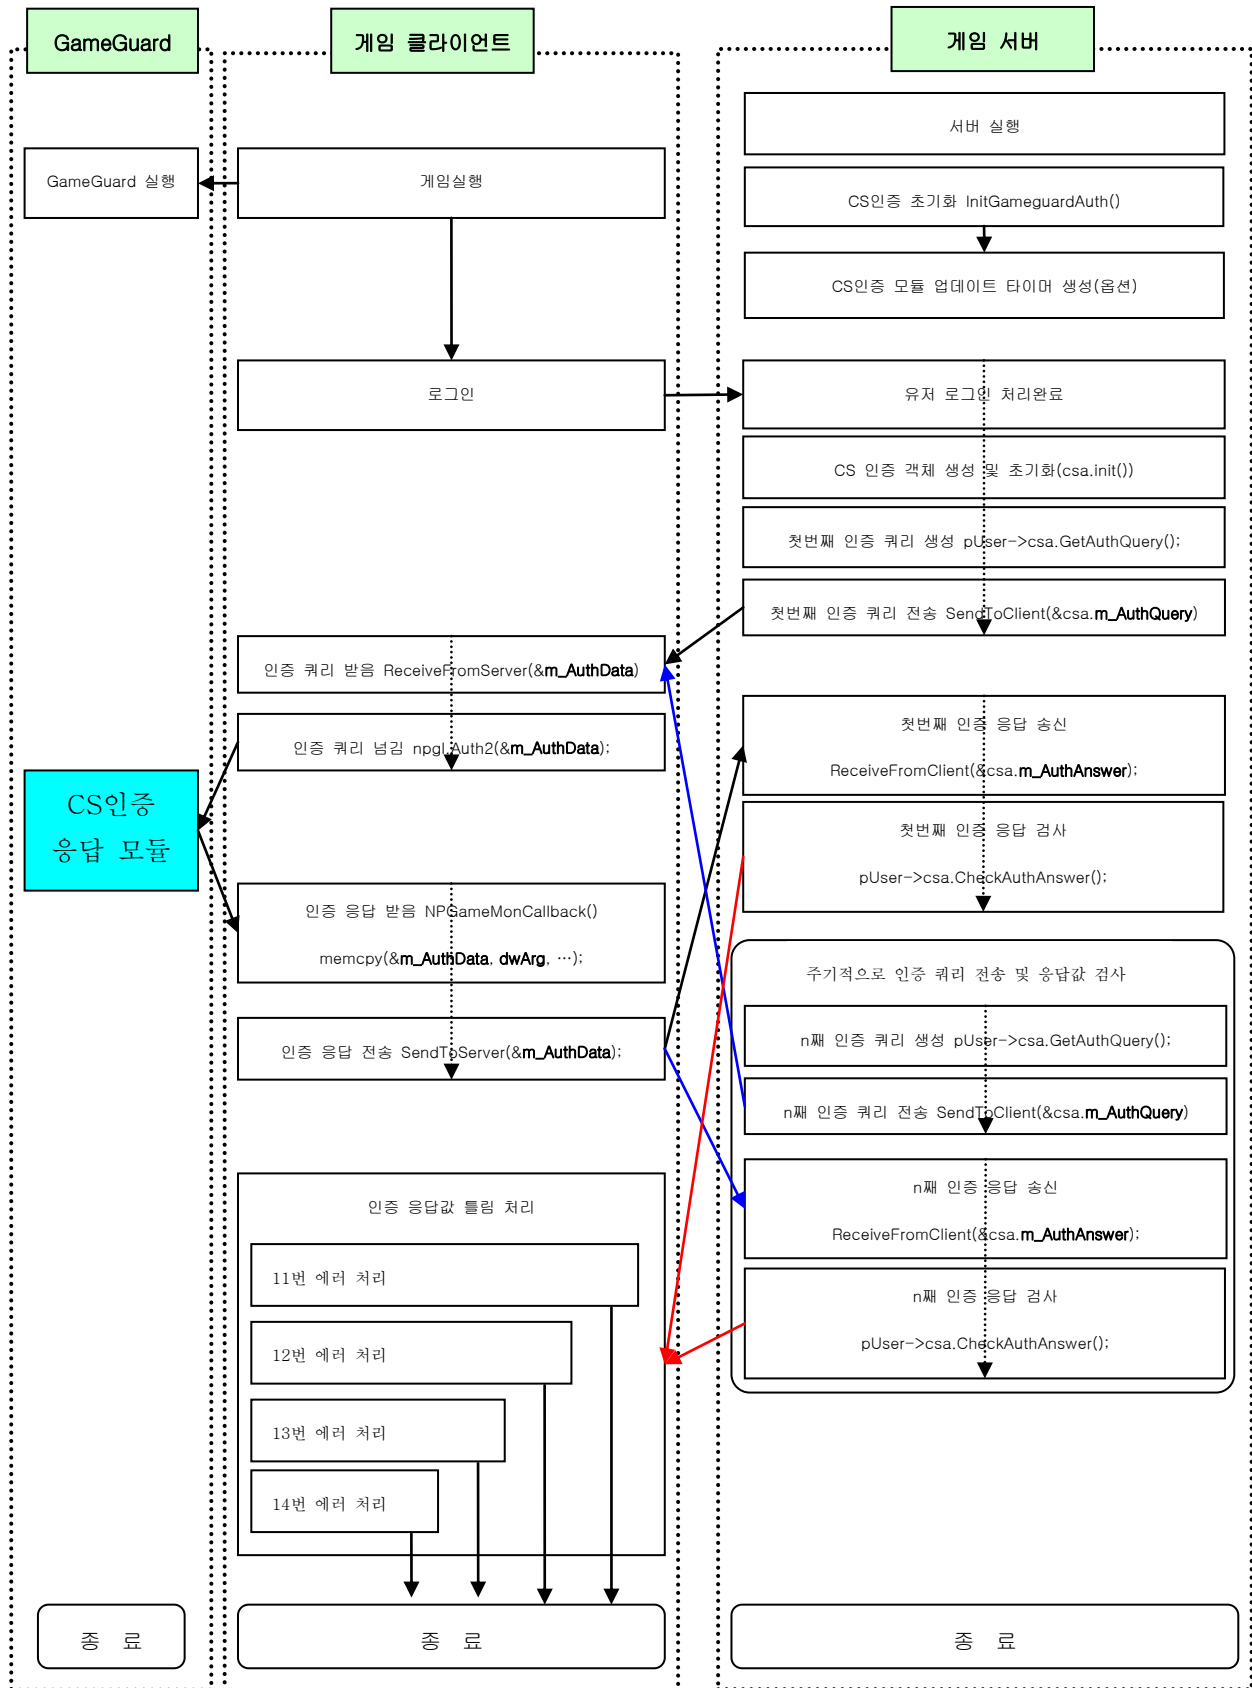 GameGuard
게임 클라이언트
게임 서버
서버 실행
GameGuard 실행
게임실행
CS인증 초기화 InitGameguardAuth()
CS인증 모듈 업데이트 타이머 생성(옵션)
로그인
유저 로그인 처리완료
CS 인증 객체 생성 및 초기화(csa.init())
첫번째 인증 쿼리 생성 pUser->csa.GetAuthQuery();
첫번째 인증 쿼리 전송 SendToClient(&csa.m_AuthQuery)
인증 쿼리 받음 ReceiveFromServer(&m_AuthData)
인증 쿼리 넘김 npgl.Auth2(&m_AuthData);
첫번째 인증 응답 송신
ReceiveFromClient(&csa.m_AuthAnswer);
CS인증
응답 모듈
첫번째 인증 응답 검사
pUser->csa.CheckAuthAnswer();
인증 응답 받음 NPGameMonCallback()
memcpy(&m_AuthData, dwArg, …);
인증 응답 전송 SendToServer(&m_AuthData);
주기적으로 인증 쿼리 전송 및 응답값 검사
n째 인증 쿼리 생성 pUser->csa.GetAuthQuery();
n째 인증 쿼리 전송 SendToClient(&csa.m_AuthQuery)
n째 인증 응답 송신
ReceiveFromClient(&csa.m_AuthAnswer);
n째 인증 응답 검사
pUser->csa.CheckAuthAnswer();
인증 응답값 틀림 처리
11번 에러 처리
12번 에러 처리
13번 에러 처리
14번 에러 처리
종 료
종 료
종 료